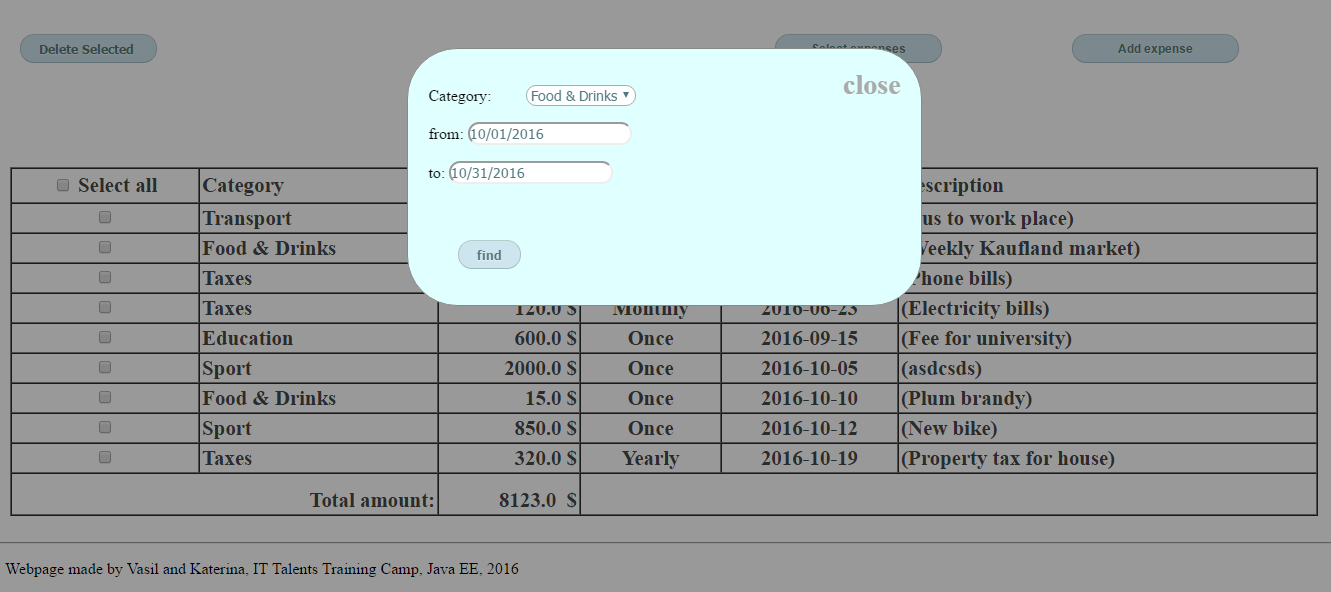 Delete Selected
Select expenses
Add expense
close
Category: Food & Drinks
from: 10/01/2016
to: 10/31/2016
find
Select all Category
Transport to work place)
Food & Drinks Kaufland market)
Taxes bills)
Taxes 120.0 $ Monthly 2016-06-23 (Electricity bills)
Education 600.0 $ Once 2016-09-15 (Fee for university)
Sport 2000.0 $ Once 2016-10-05 (asdcsds)
Food & Drinks 15.0 $ Once 2016-10-10 (Plum brandy)
Sport 850.0 $ Once 2016-10-12 (New bike)
Taxes 320.0 $ Yearly 2016-10-19 (Property tax for house)
Total amount: 8123.0 $
Webpage made by Vasil and Katerina, IT Talents Training Camp, Java EE, 2016